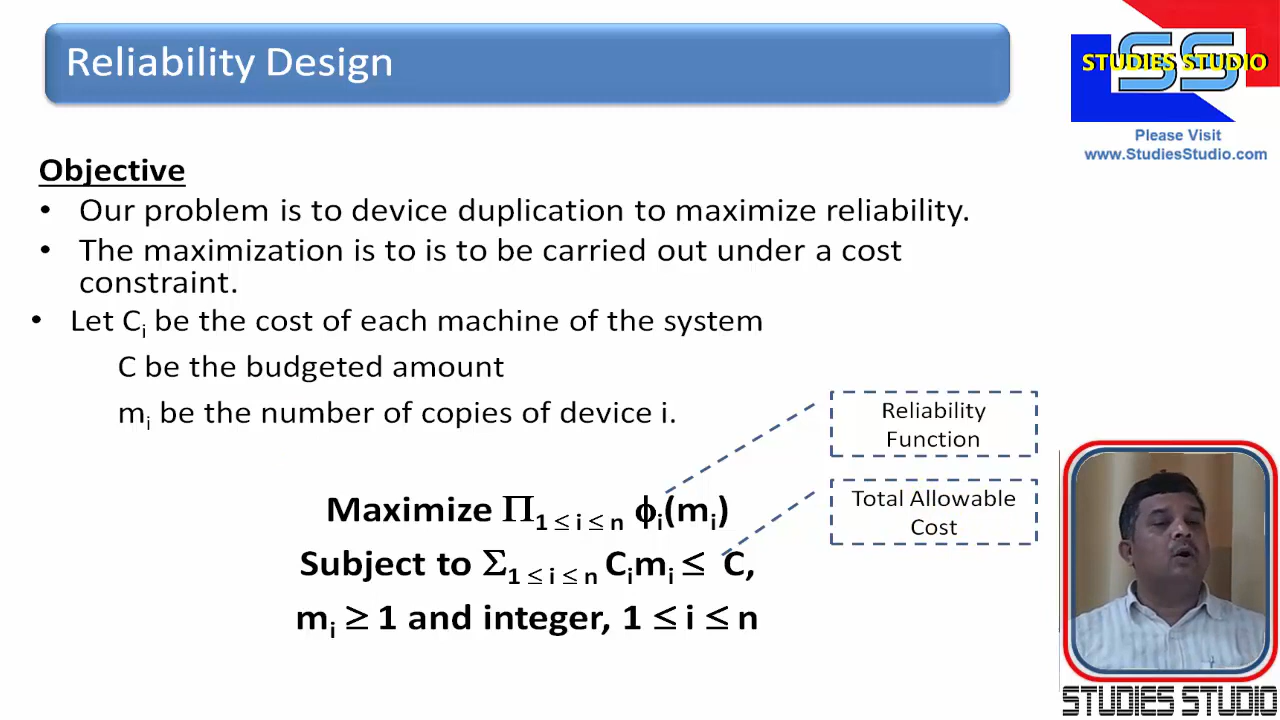 Reliability Design
SS
STUDIES STUDIO
Please Visit
www.StudiesStudio.com
Objective
• Our problem is to device duplication to maximize reliability.
• The maximization is to is to be carried out under a cost
constraint.
• Let Cᵢ be the cost of each machine of the system
C be the budgeted amount
mᵢ be the number of copies of device i.
Reliability
Function
Total Allowable
Cost
Maximize Π₁ ≤ ᵢ ≤ ₙ ϕᵢ(mᵢ)
Subject to Σ₁ ≤ ᵢ ≤ ₙ Cᵢmᵢ ≤ C,
mᵢ ≥ 1 and integer, 1 ≤ i ≤ n
STUDIES STUDIO